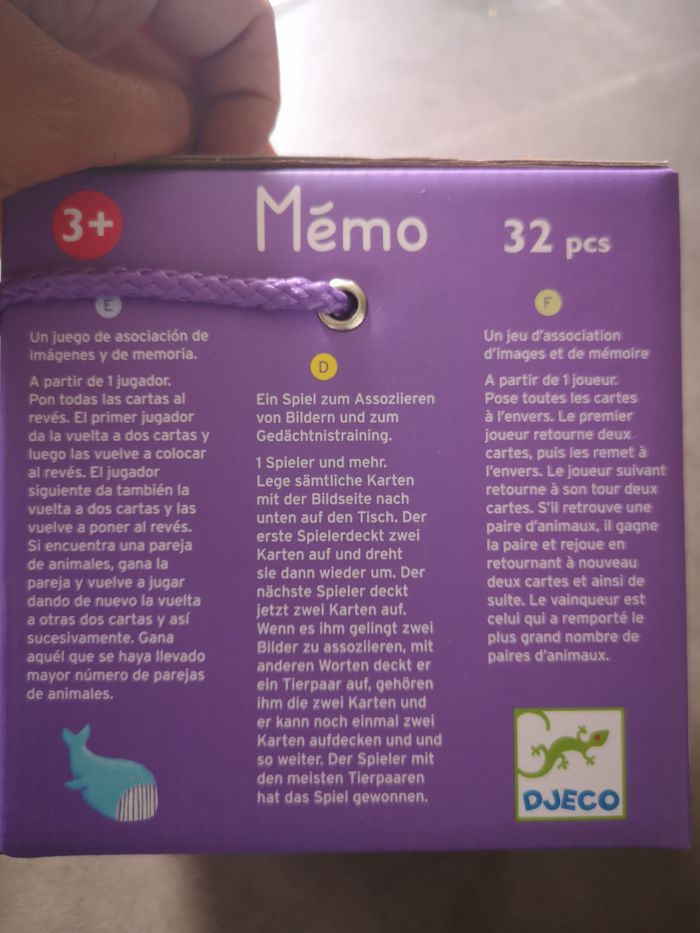 3+
Mémo
32 pcs
E
Un juego de asociación de
imágenes y de memoria.
A partir de 1 jugador.
Pon todas las cartas al
revés. El primer jugador
da la vuelta a dos cartas y
luego las vuelve a colocar
al revés. El jugador
siguiente da también la
vuelta a dos cartas y las
vuelve a poner al revés.
Si encuentra una pareja
de animales, gana la
pareja y vuelve a jugar
dando de nuevo la vuelta
a otras dos cartas y así
sucesivamente. Gana
aquél que se haya llevado
mayor número de parejas
de animales.
D
Ein Spiel zum Assoziieren
von Bildern und zum
Gedächtnistraining.
1 Spieler und mehr.
Lege sämtliche Karten
mit der Bildseite nach
unten auf den Tisch. Der
erste Spielerdeckt zwei
Karten auf und dreht
sie dann wieder um. Der
nächste Spieler deckt
jetzt zwei Karten auf.
Wenn es ihm gelingt zwei
Bilder zu assoziieren, mit
anderen Worten deckt er
ein Tierpaar auf, gehören
ihm die zwei Karten und
er kann noch einmal zwei
Karten aufdecken und und
so weiter. Der Spieler mit
den meisten Tierpaaren
hat das Spiel gewonnen.
F
Un jeu d'association
d'images et de mémoire
A partir de 1 joueur.
Pose toutes les cartes
à l'envers. Le premier
joueur retourne deux
cartes, puis les remet à
l'envers. Le joueur suivant
retourne à son tour deux
cartes. S'il retrouve une
paire d'animaux, il gagne
la paire et rejoue en
retournant à nouveau
deux cartes et ainsi de
suite. Le vainqueur est
celui qui a remporté le
plus grand nombre de
paires d'animaux.
DJECO